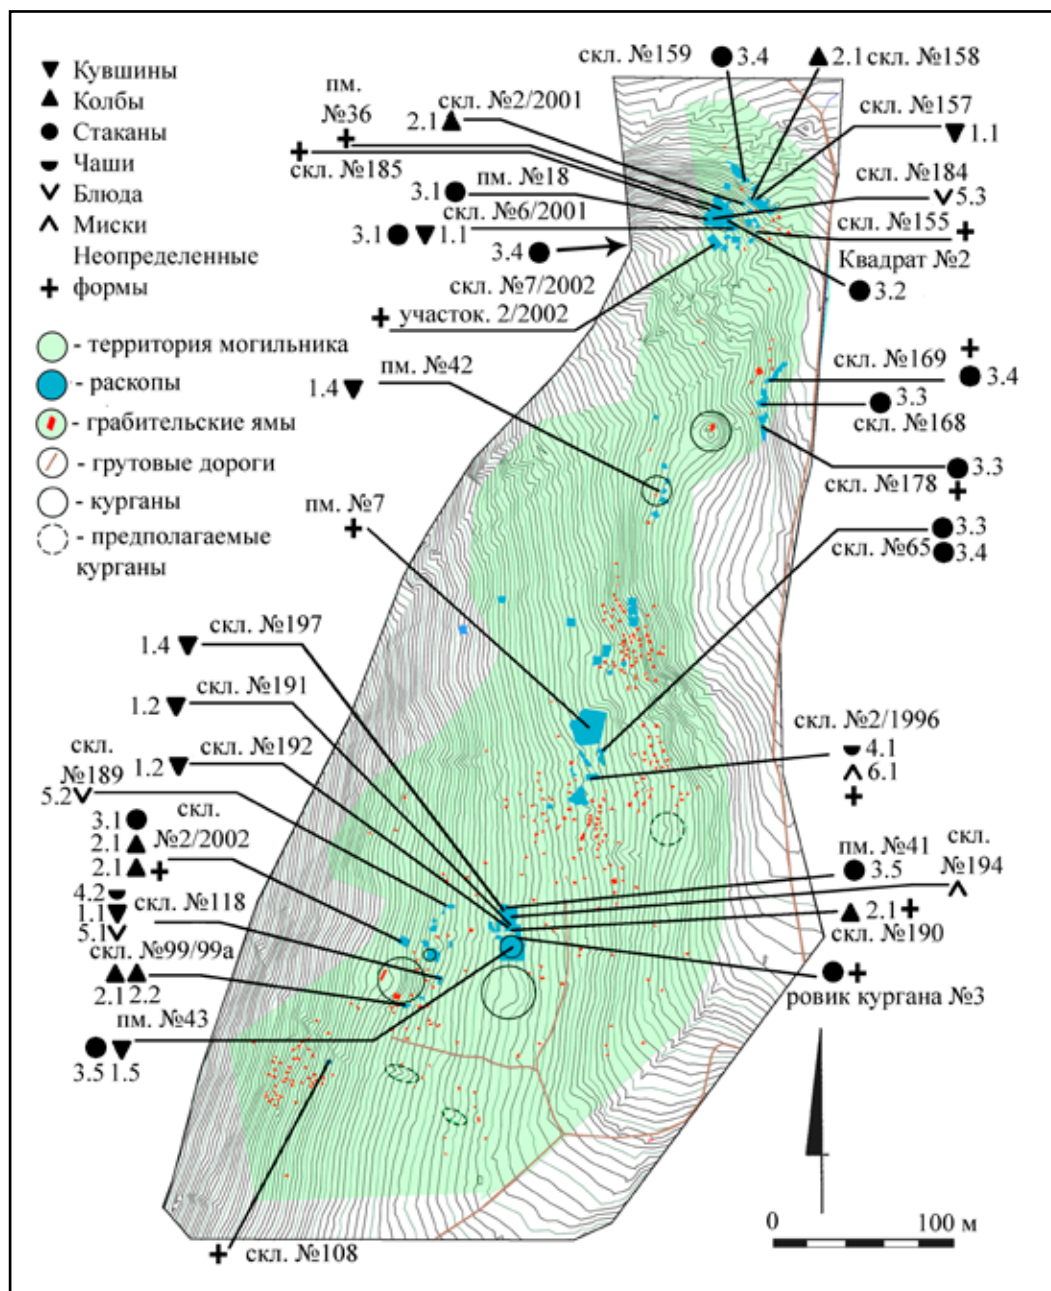 Кувшины
Колбы
Стаканы
Чаши
Блюда
Миски
Неопределенные
формы
- территория могильника
- раскопы
- грабительские ямы
- грутовые дороги
- курганы
- предполагаемые
курганы
скл. №159
3.4
2.1 скл. №158
пм.
№36
скл. №2/2001
2.1
скл. №157
1.1
скл. №185
пм. №18
3.1
скл. №184
5.3
скл. №6/2001
3.1
1.1
скл. №155
3.4
Квадрат №2
3.2
скл. №7/2002
участок. 2/2002
пм. №42
1.4
скл. №169
3.4
3.3
скл. №168
3.3
скл. №178
пм. №7
3.3
скл. №65
3.4
скл. №197
1.4
скл. №191
1.2
скл. №2/1996
4.1
6.1
скл. №192
1.2
скл.
№189
5.2
скл.
№2/2002
3.1
2.1
2.1
пм. №41
3.5
скл.
№194
4.2
1.1
5.1
скл. №118
2.1
скл. №190
скл. №99/99а
2.1 2.2
ровик кургана №3
пм. №43
3.5 1.5
0
100 м
скл. №108